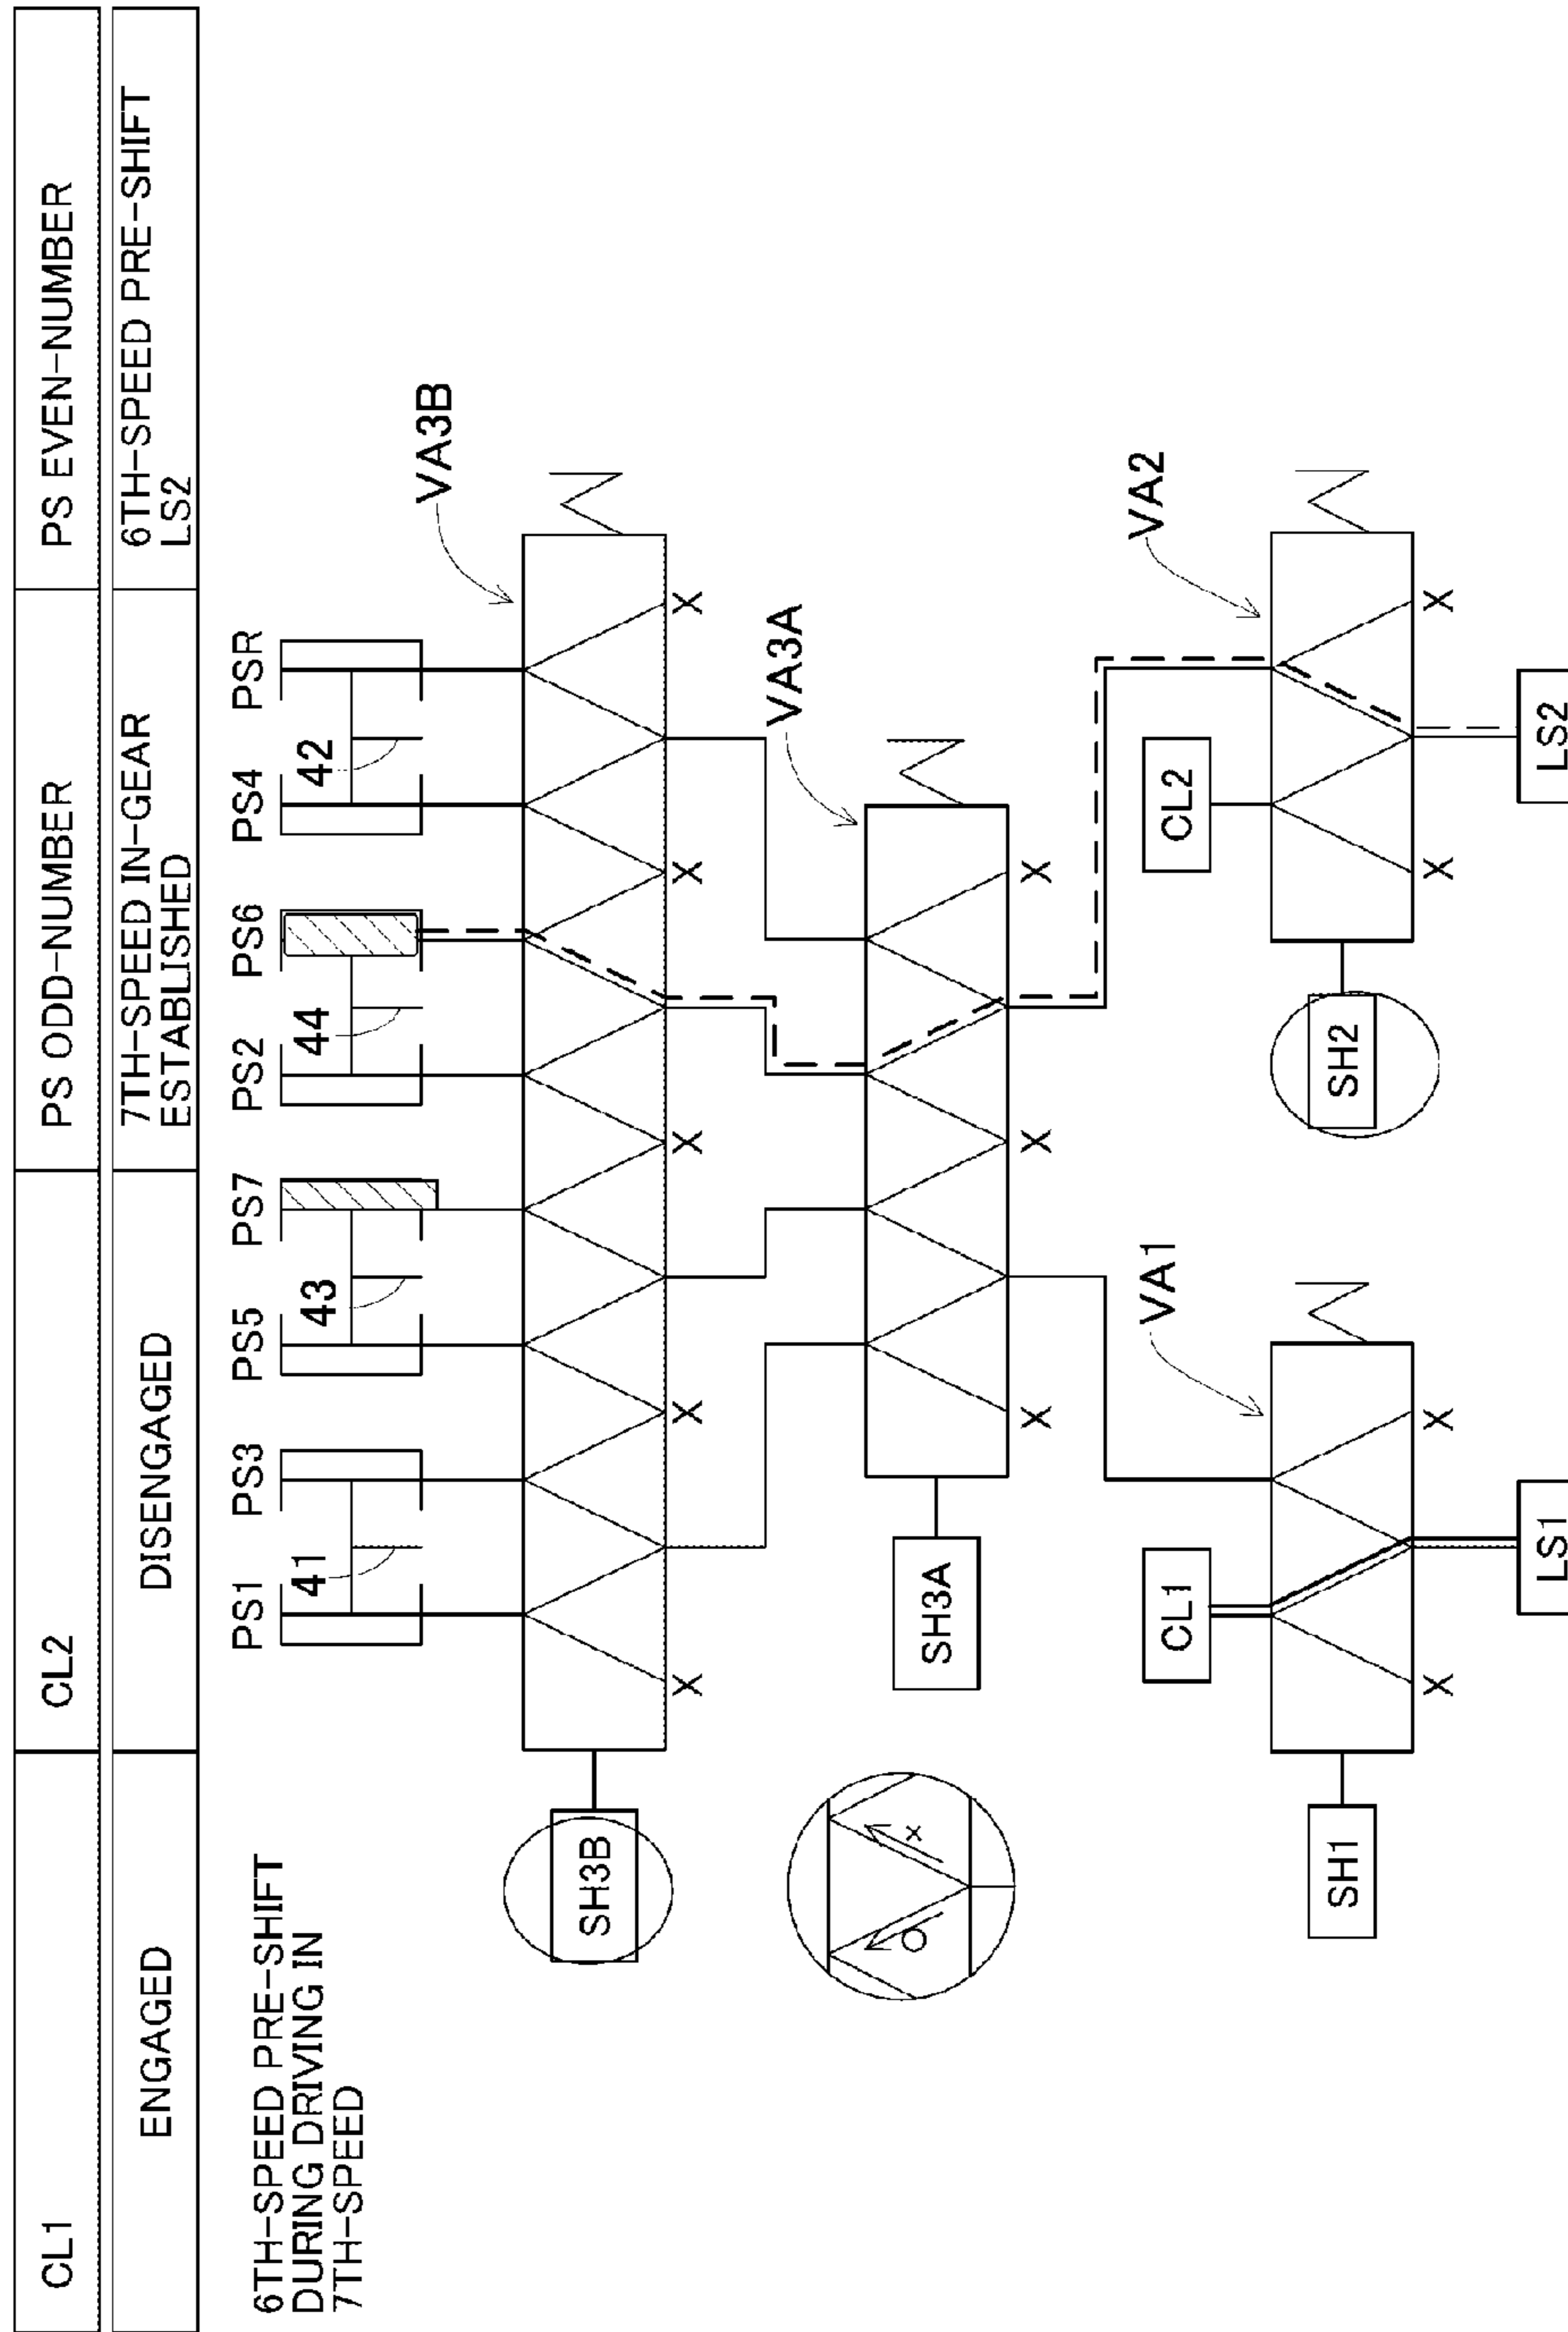 CL1 CL2 PS ODD-NUMBER PS EVEN-NUMBER
ENGAGED DISENGAGED 7TH-SPEED IN-GEAR ESTABLISHED 6TH-SPEED PRE-SHIFT LS2
6TH-SPEED PRE-SHIFT
DURING DRIVING IN
7TH-SPEED
PS1 PS3 PS5 PS7 PS2 PS6 PS4 PSR
41 43 44 42
VA3B
SH3B
X X X X X
VA3A
SH3A
X X X
O x
VA1 VA2
CL1 CL2
SH1 SH2
X X X X
LS1 LS2